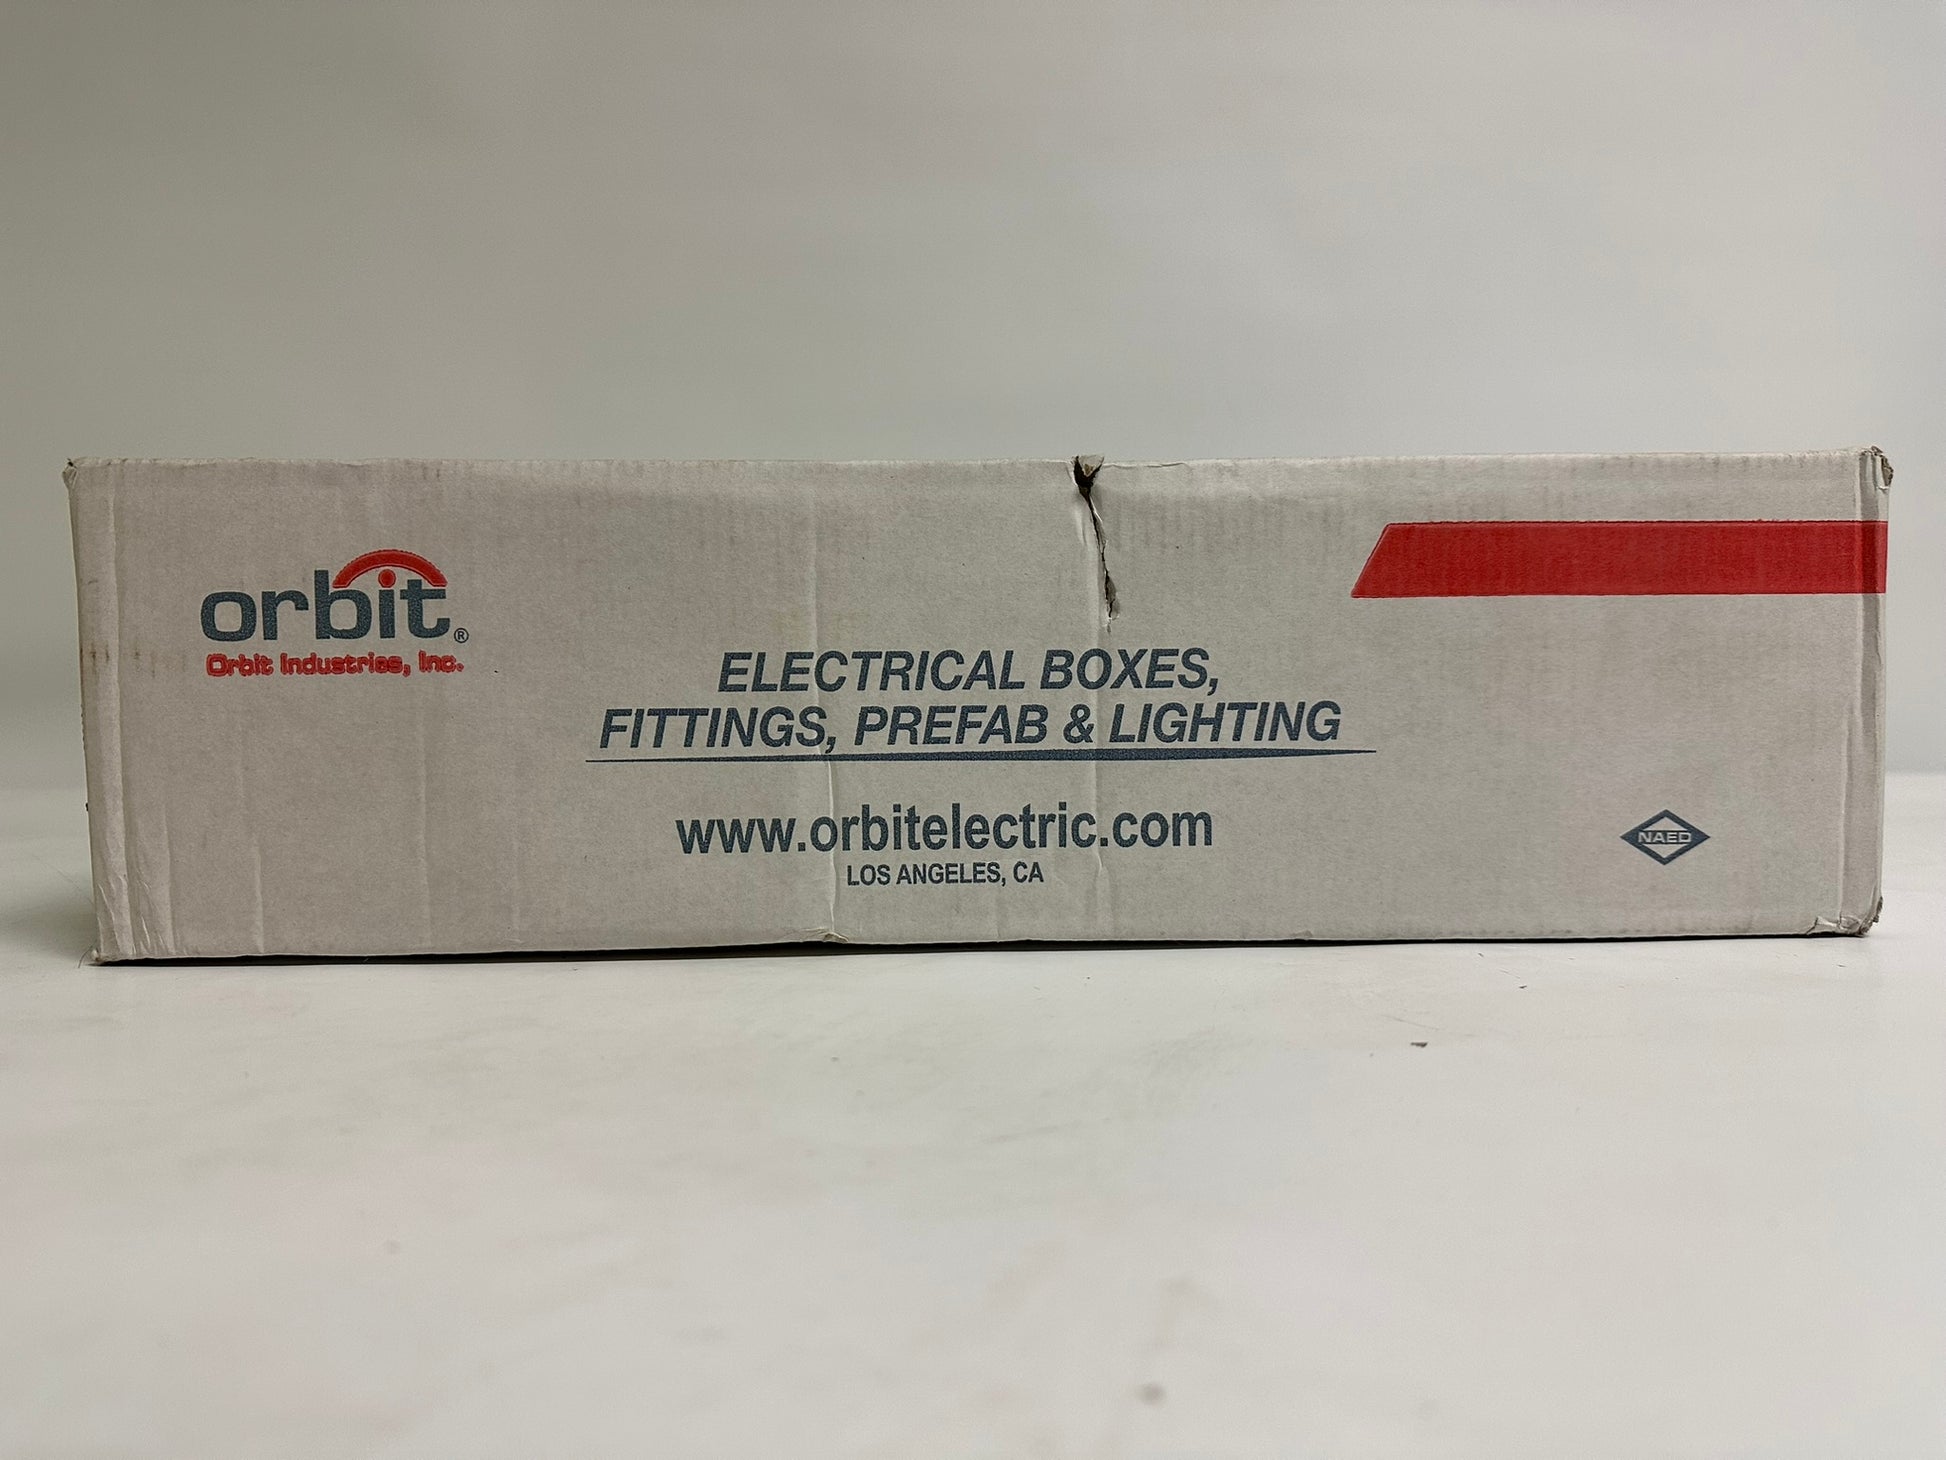 orbit®
Orbit Industries, Inc.
ELECTRICAL BOXES,
FITTINGS, PREFAB & LIGHTING
www.orbitelectric.com
LOS ANGELES, CA
NAED